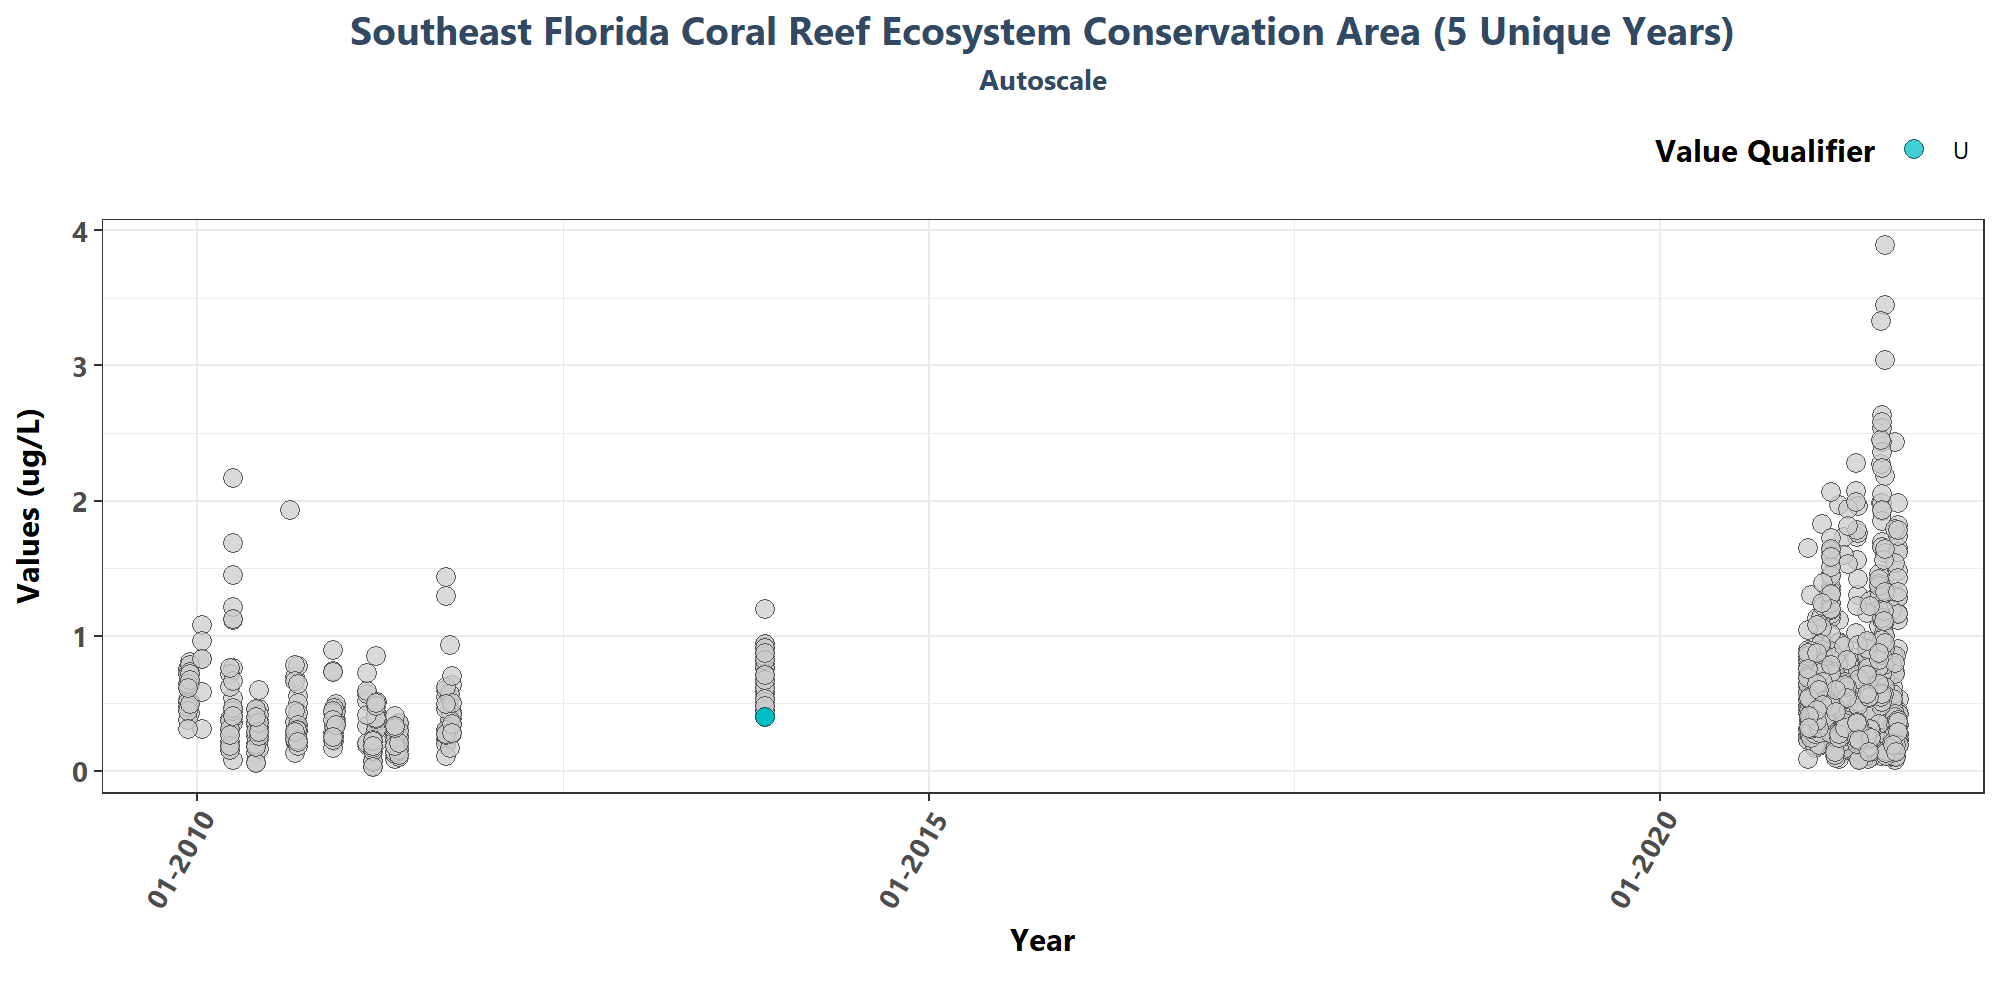 Southeast Florida Coral Reef Ecosystem Conservation Area (5 Unique Years)
Autoscale
Value Qualifier U
Values (ug/L)
4
3
2
1
0
01-2010
01-2015
01-2020
Year